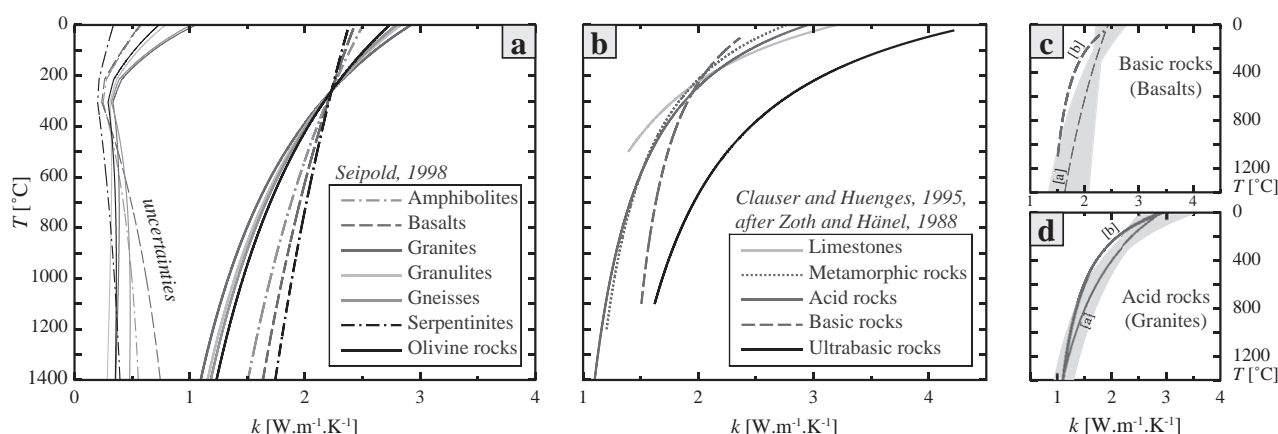 a
0
200
400
600
800
1000
1200
1400
T [°C]
0
1
2
3
4
k [W.m-1.K-1]
uncertainties
Seipold, 1998
Amphibolites
Basalts
Granites
Granulites
Gneisses
Serpentinites
Olivine rocks
b
1
2
3
4
k [W.m-1.K-1]
Clauser and Huenges, 1995,
after Zoth and Hänel, 1988
Limestones
Metamorphic rocks
Acid rocks
Basic rocks
Ultrabasic rocks
c
[b]
[a]
Basic rocks
(Basalts)
0
400
800
1200
T [°C]
1
2
3
4
d
[b]
[a]
Acid rocks
(Granites)
0
400
800
1200
T [°C]
0
1
2
3
4
k [W.m-1.K-1]